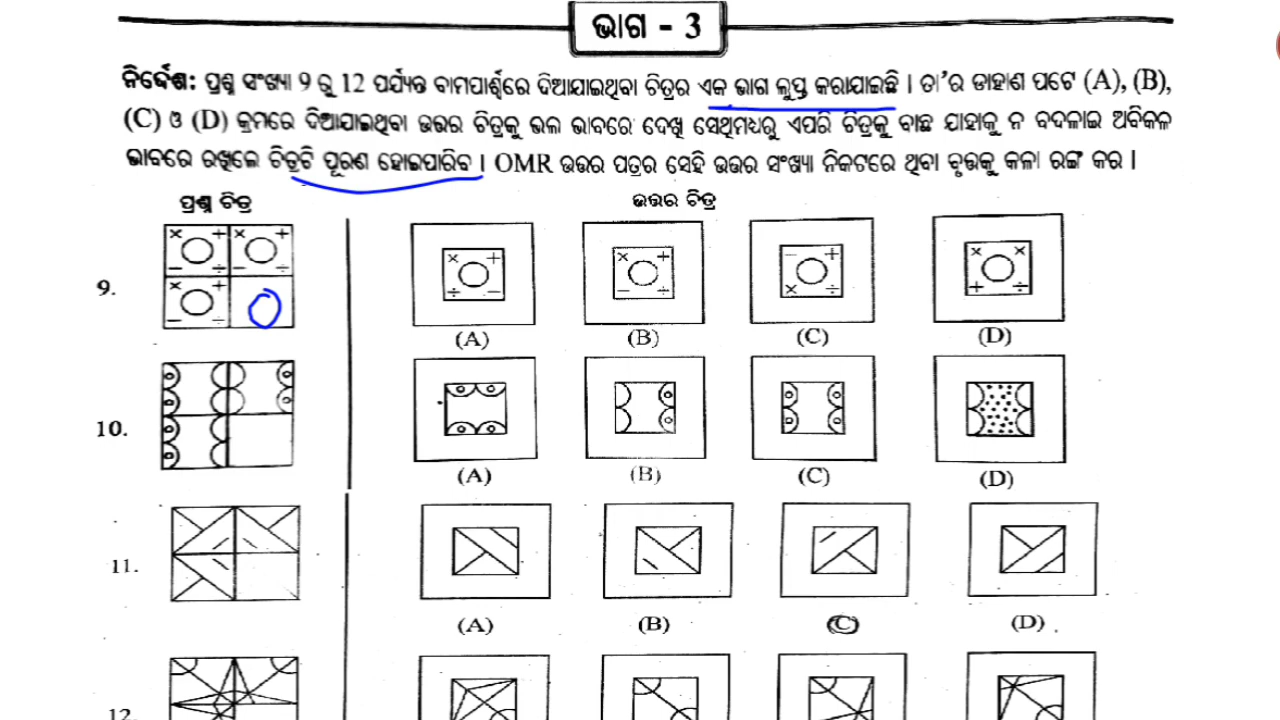 ଭାଗ - 3
ନିର୍ଦ୍ଦେଶ: ପ୍ରଶ୍ନ ସଂଖ୍ୟା 9 ରୁ 12 ପର୍ଯ୍ୟନ୍ତ ବାମପାର୍ଶ୍ଵରେ ଦିଆଯାଇଥିବା ଚିତ୍ରର ଏକ ଭାଗ ଲୁପ୍ତ କରାଯାଇଛି । ତା'ର ଡାହାଣ ପଟେ (A), (B),
(C) ଓ (D) କ୍ରମରେ ଦିଆଯାଇଥିବା ଉତ୍ତର ଚିତ୍ରକୁ ଭଲ ଭାବରେ ଦେଖି ସେଥିମଧ୍ୟରୁ ଏପରି ଚିତ୍ରକୁ ବାଛ ଯାହାକୁ ନ ବଦଳାଇ ଅବିକଳ
ଭାବରେ ରଖିଲେ ଚିତ୍ରଟି ପୂରଣ ହୋଇପାରିବ । OMR ଉତ୍ତର ପତ୍ରର ସେହି ଉତ୍ତର ସଂଖ୍ୟା ନିକଟରେ ଥିବା ବୃତ୍ତକୁ କଳା ରଙ୍ଗ କର ।
ପ୍ରଶ୍ନ ଚିତ୍ର ଉତ୍ତର ଚିତ୍ର
9.
(A) (B) (C) (D)
10.
(A) (B) (C) (D)
11.
(A) (B) (C) (D)
12.